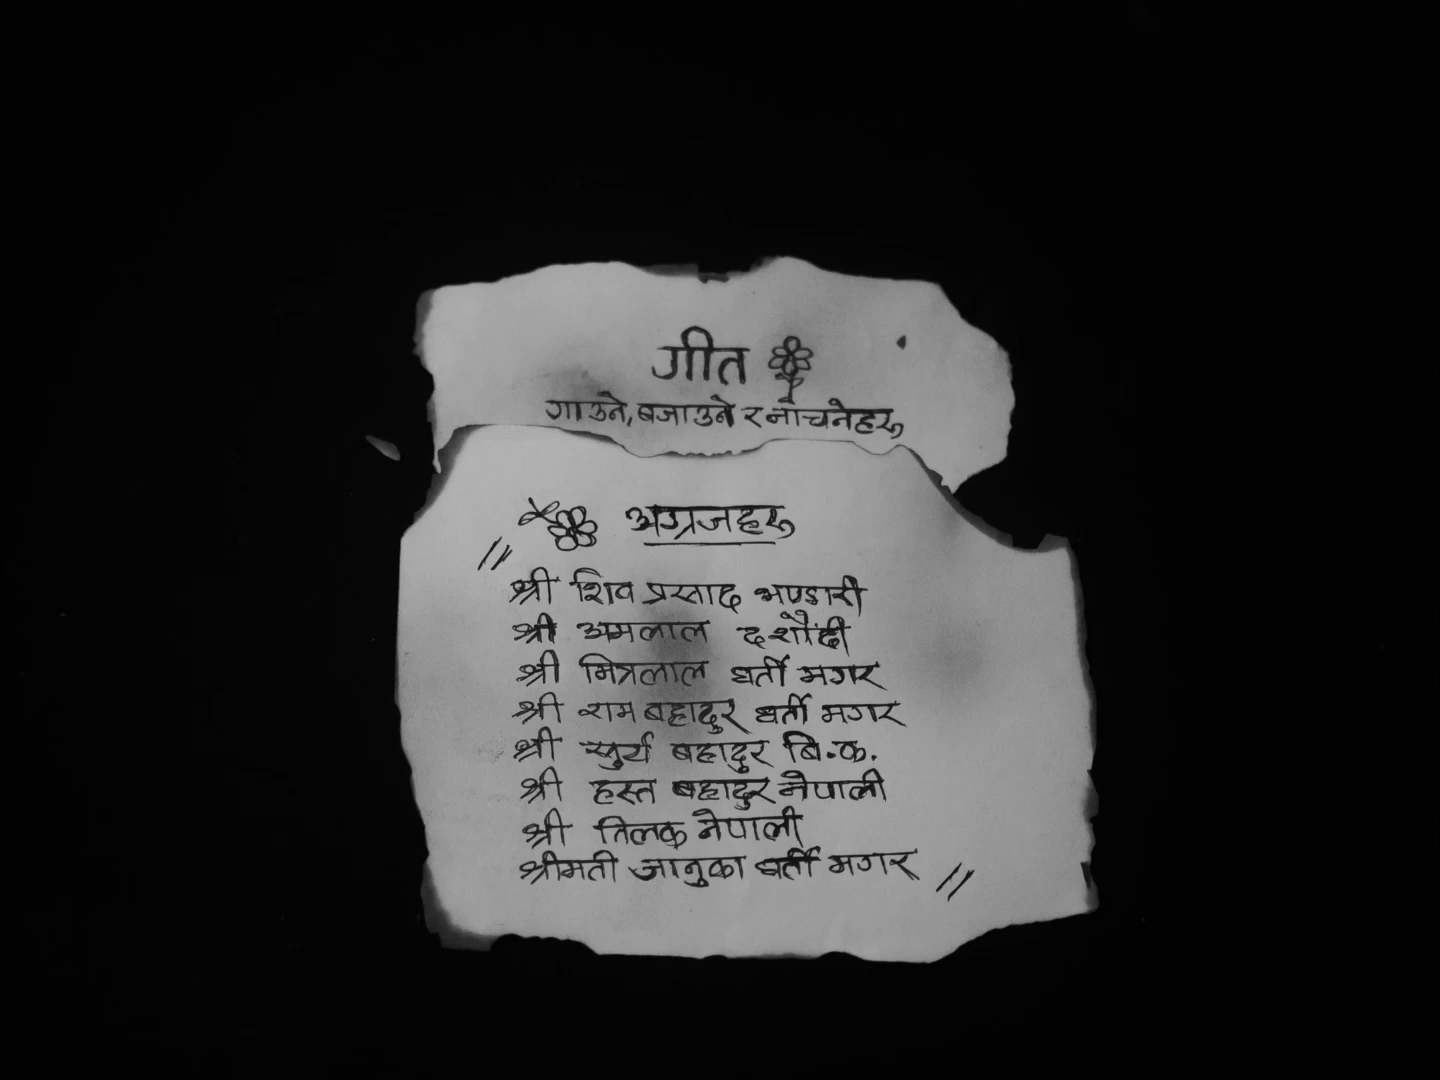 गीत
गाउने, बजाउने र नाचनेहरू
अग्रजहरू
"
श्री शिव प्रसाद भण्डारी
श्री अमलाल दशौंदी
श्री मित्रलाल घर्ती मगर
श्री राम बहादुर घर्ती मगर
श्री सुर्य बहादुर बि.क.
श्री हस्त बहादुर नेपाली
श्री तिलक नेपाली
श्रीमती जानुका घर्ती मगर "